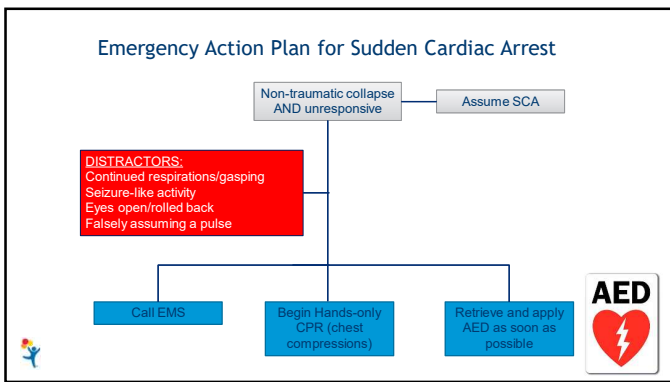 Emergency Action Plan for Sudden Cardiac Arrest
Non-traumatic collapse
AND unresponsive
Assume SCA
DISTRACTORS:
Continued respirations/gasping
Seizure-like activity
Eyes open/rolled back
Falsely assuming a pulse
Call EMS
Begin Hands-only
CPR (chest
compressions)
Retrieve and apply
AED as soon as
possible
AED